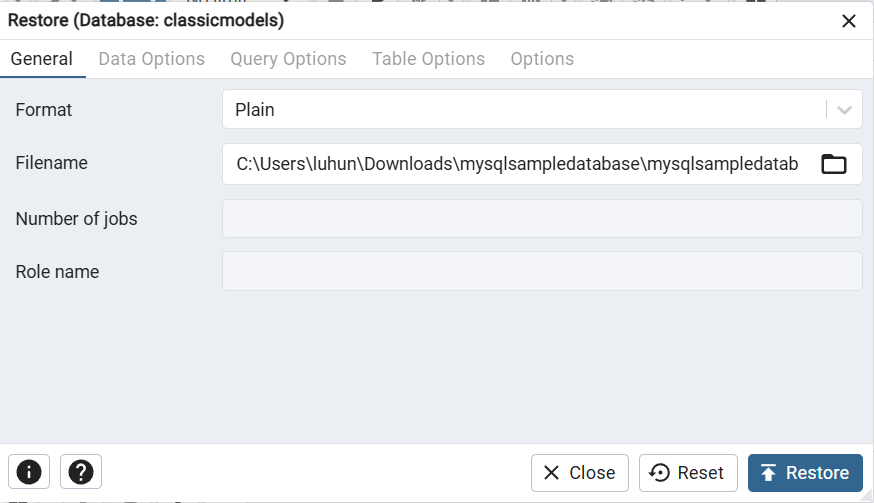 Restore (Database: classicmodels)
General Data Options Query Options Table Options Options
Format Plain
Filename C:\Users\luhun\Downloads\mysqlsampledatabase\mysqlsampledatab
Number of jobs
Role name
Close Reset Restore